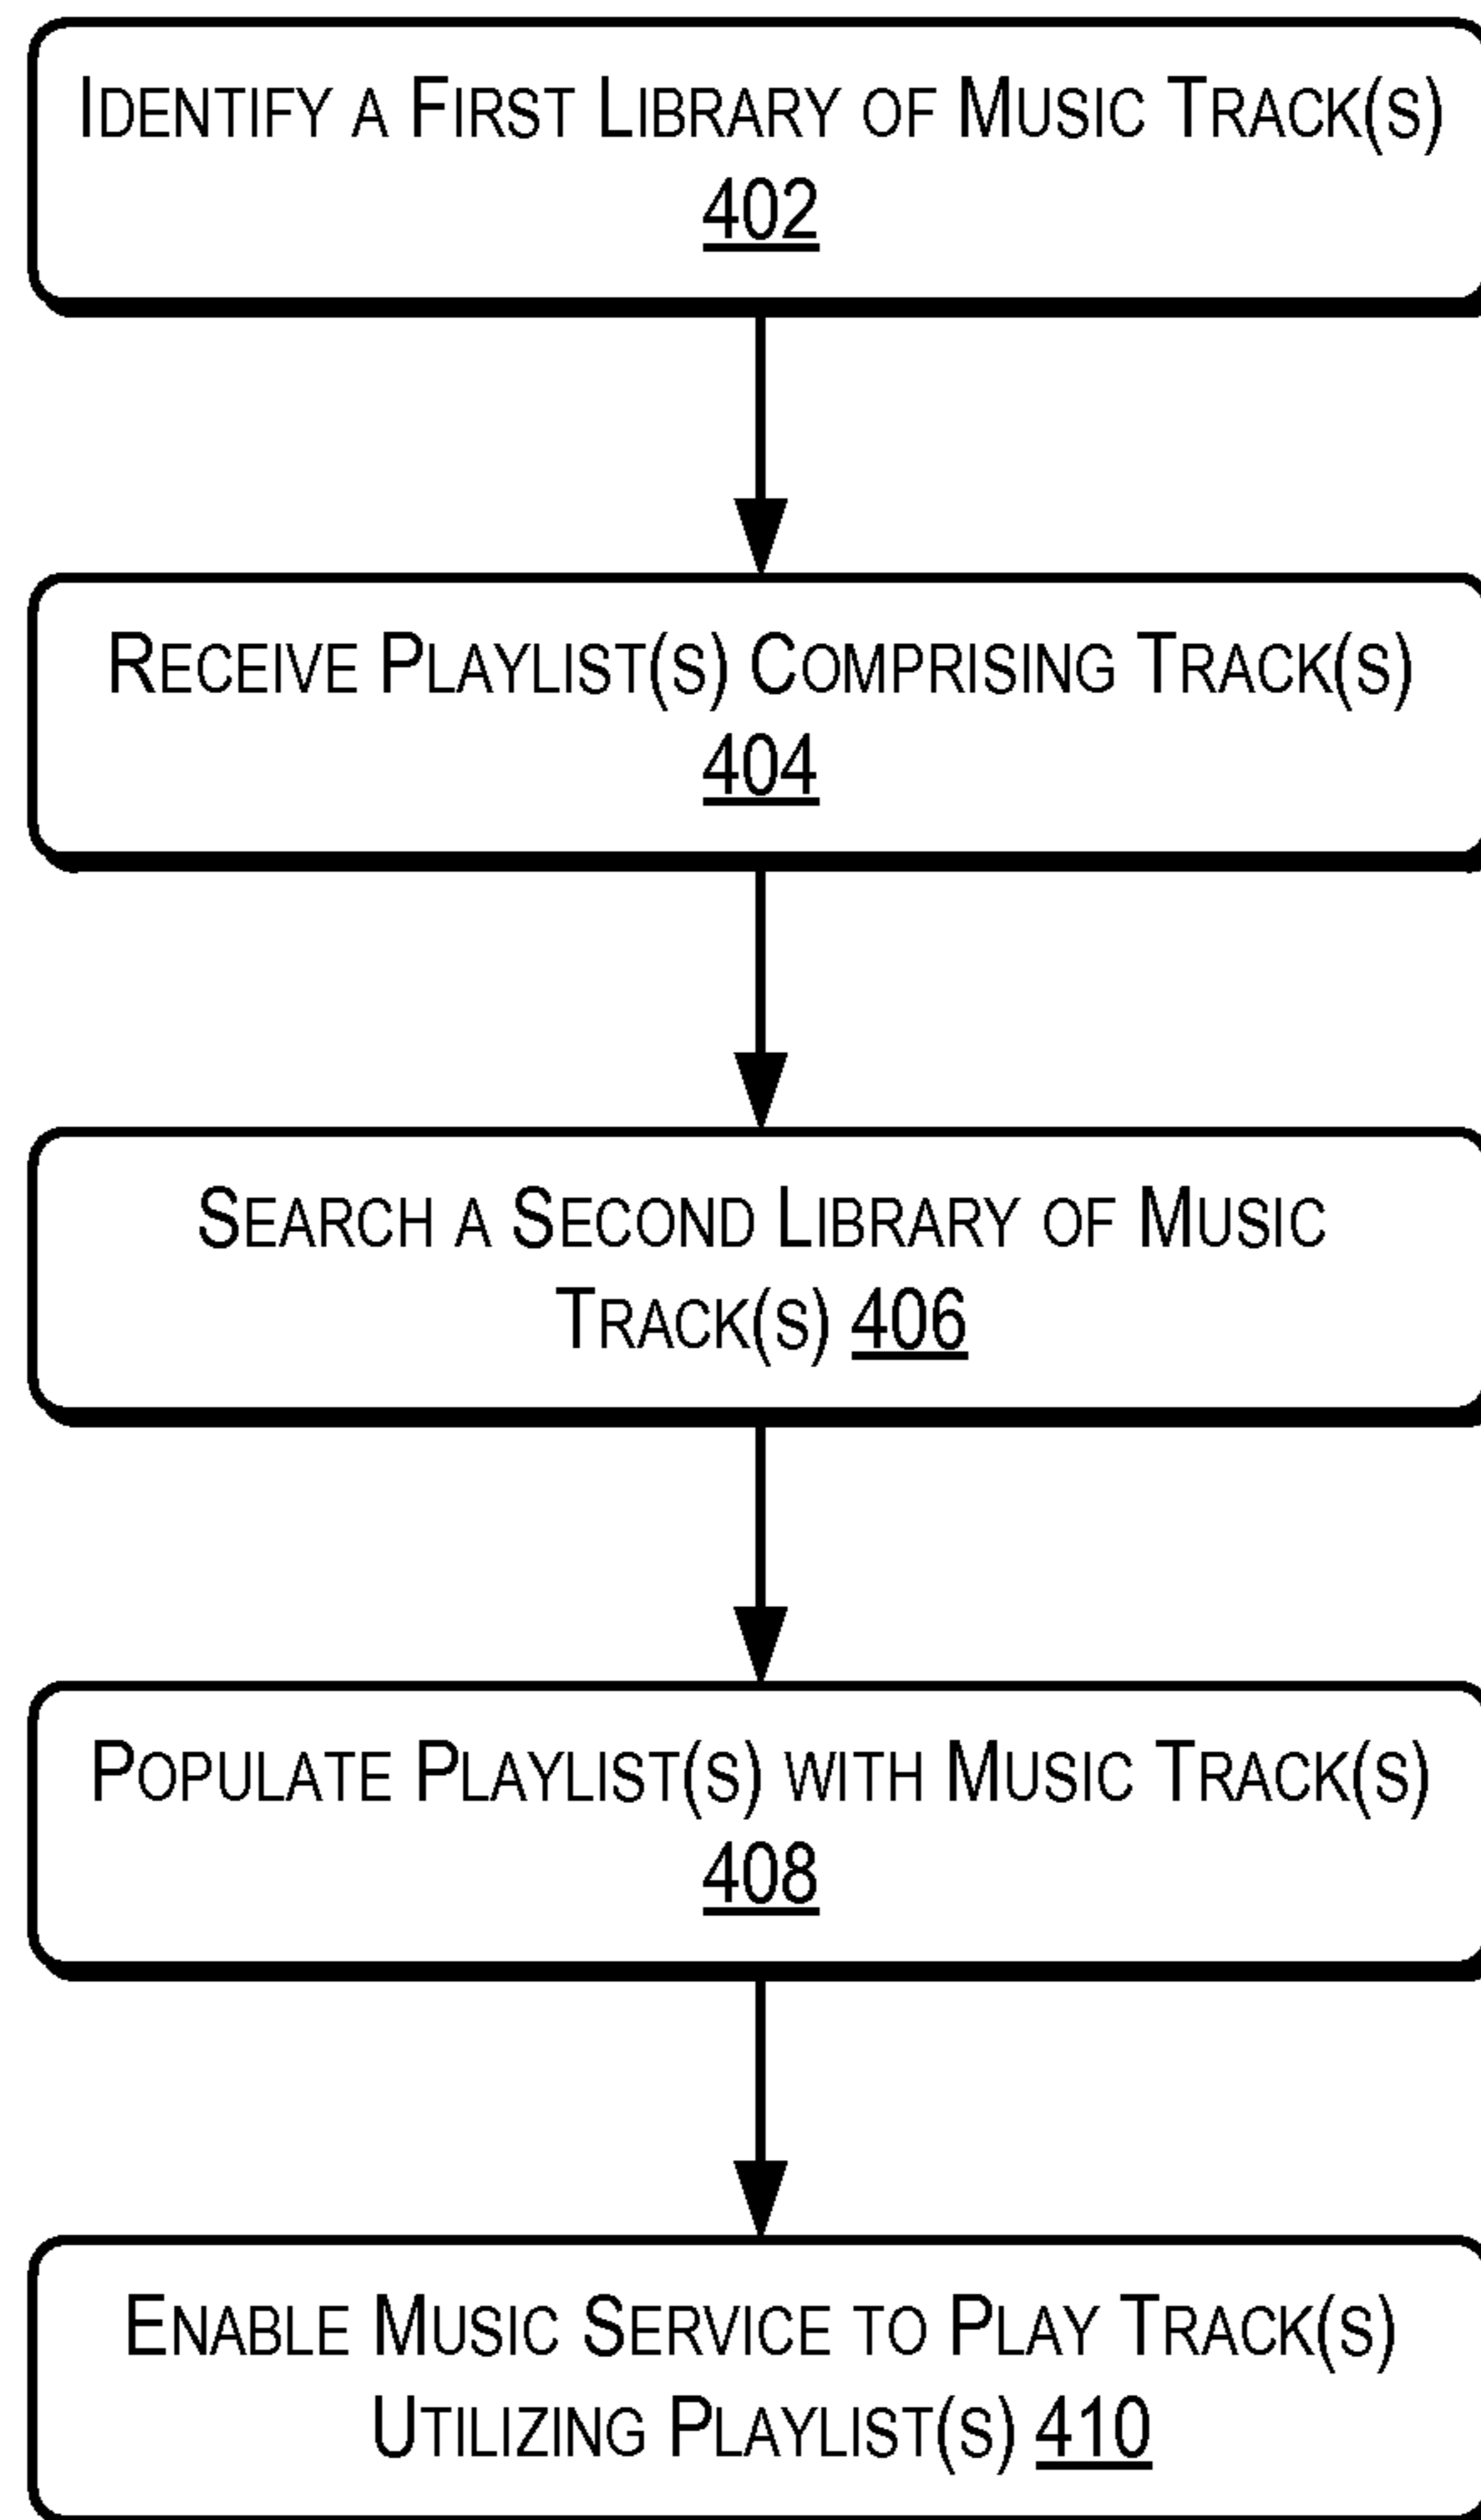 IDENTIFY A FIRST LIBRARY OF MUSIC TRACK(S)
402
RECEIVE PLAYLIST(S) COMPRISING TRACK(S)
404
SEARCH A SECOND LIBRARY OF MUSIC
TRACK(S) 406
POPULATE PLAYLIST(S) WITH MUSIC TRACK(S)
408
ENABLE MUSIC SERVICE TO PLAY TRACK(S)
UTILIZING PLAYLIST(S) 410